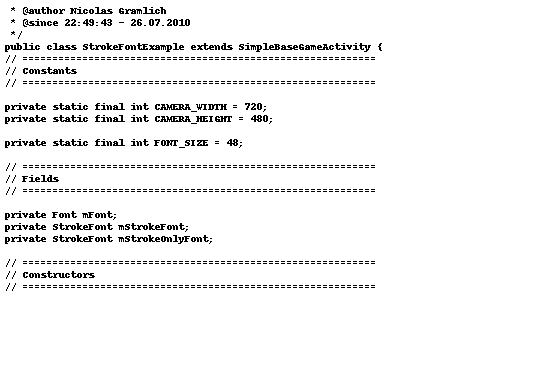 * @author Nicolas Gramlich
 * @since 22:49:43 - 26.07.2010
 */
public class StrokeFontExample extends SimpleBaseGameActivity {
// ===========================================================
// Constants
// ===========================================================
private static final int CAMERA_WIDTH = 720;
private static final int CAMERA_HEIGHT = 480;
private static final int FONT_SIZE = 48;
// ===========================================================
// Fields
// ===========================================================
private Font mFont;
private StrokeFont mStrokeFont;
private StrokeFont mStrokeOnlyFont;
// ===========================================================
// Constructors
// ===========================================================